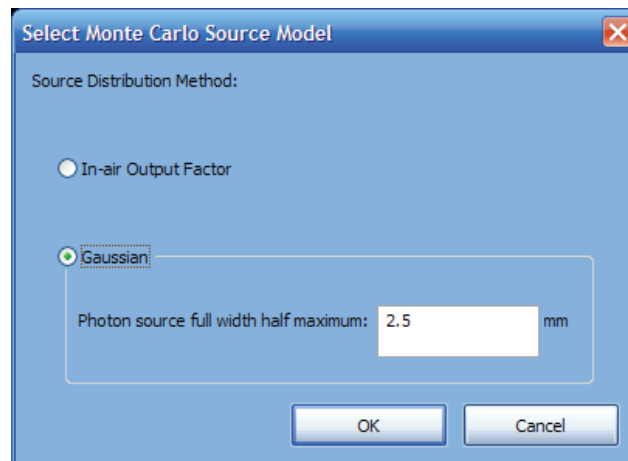 Select Monte Carlo Source Model
Source Distribution Method:
In-air Output Factor
Gaussian
Photon source full width half maximum: 2.5 mm
OK Cancel